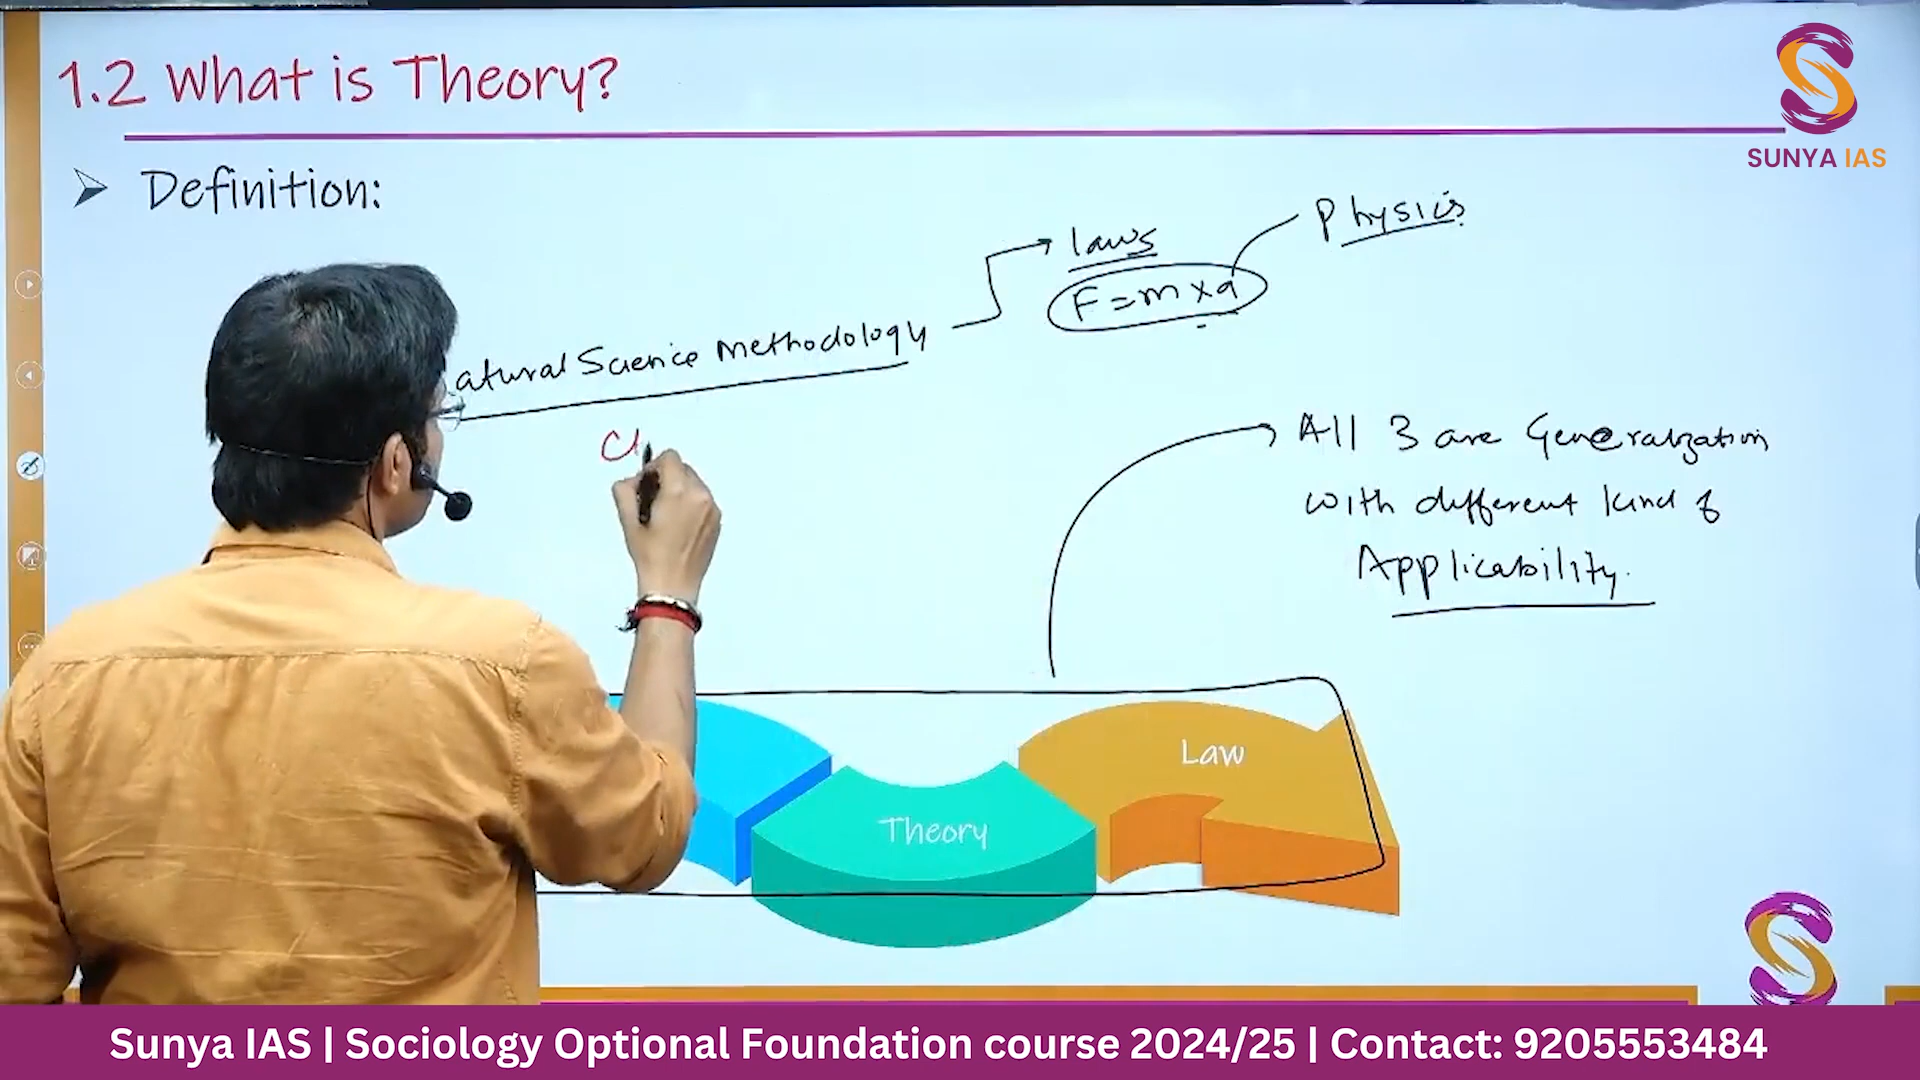 1.2 What is Theory?
SUNYA IAS
Definition:
laws
Physics
F = m x a
atural Science Methodology
All 3 are Generalization
with different kind of
Applicability.
Law
Theory
Sunya IAS | Sociology Optional Foundation course 2024/25 | Contact: 9205553484